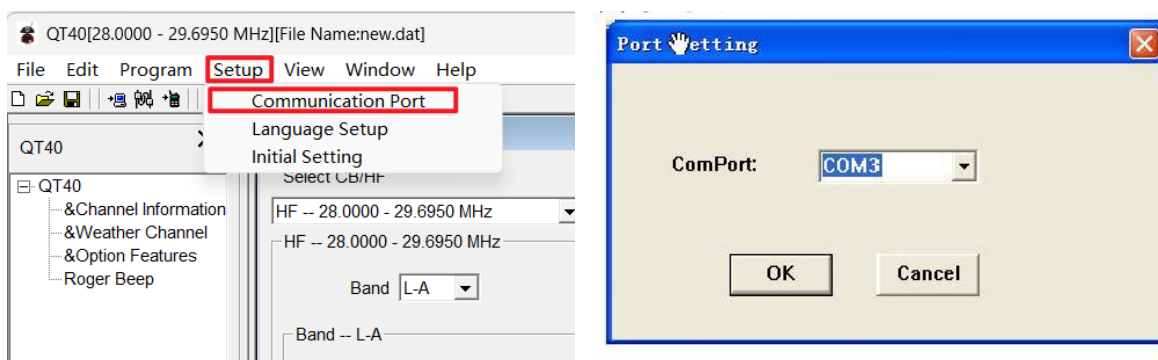 QT40[28.0000 - 29.6950 MHz][File Name:new.dat]
File Edit Program Setup View Window Help
Communication Port
Language Setup
Initial Setting
QT40
QT40
&Channel Information
&Weather Channel
&Option Features
Roger Beep
Select CB/HF
HF -- 28.0000 - 29.6950 MHz
HF -- 28.0000 - 29.6950 MHz
Band L-A
Band -- L-A
Port etting
ComPort: COM3
OK Cancel